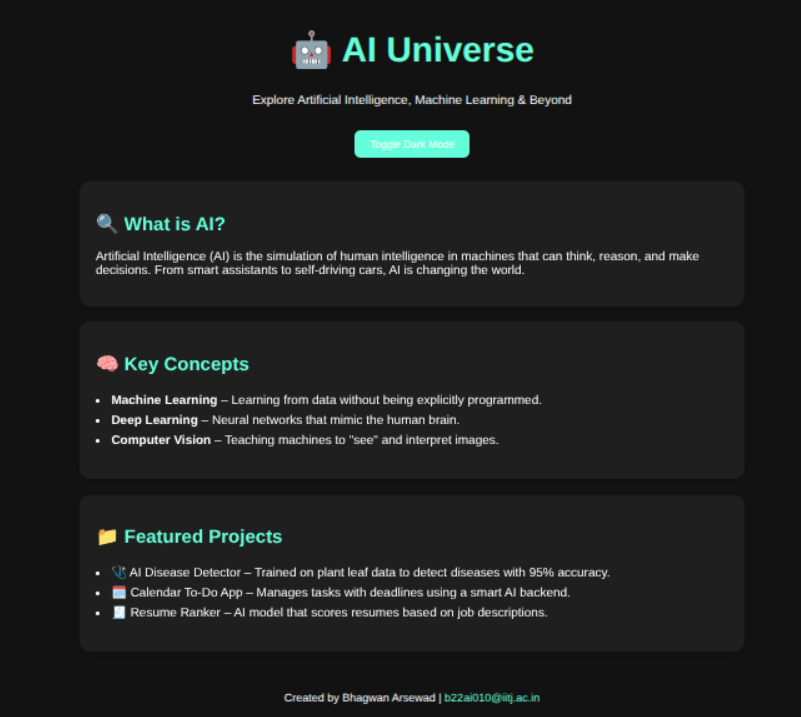 🤖 AI Universe
Explore Artificial Intelligence, Machine Learning & Beyond
Toggle Dark Mode
🔍 What is AI?
Artificial Intelligence (AI) is the simulation of human intelligence in machines that can think, reason, and make
decisions. From smart assistants to self-driving cars, AI is changing the world.
🧠 Key Concepts
• Machine Learning – Learning from data without being explicitly programmed.
• Deep Learning – Neural networks that mimic the human brain.
• Computer Vision – Teaching machines to "see" and interpret images.
📁 Featured Projects
• 🩺 AI Disease Detector – Trained on plant leaf data to detect diseases with 95% accuracy.
• 🗓️ Calendar To-Do App – Manages tasks with deadlines using a smart AI backend.
• 🧾 Resume Ranker – AI model that scores resumes based on job descriptions.
Created by Bhagwan Arsewad | b22ai010@iitj.ac.in